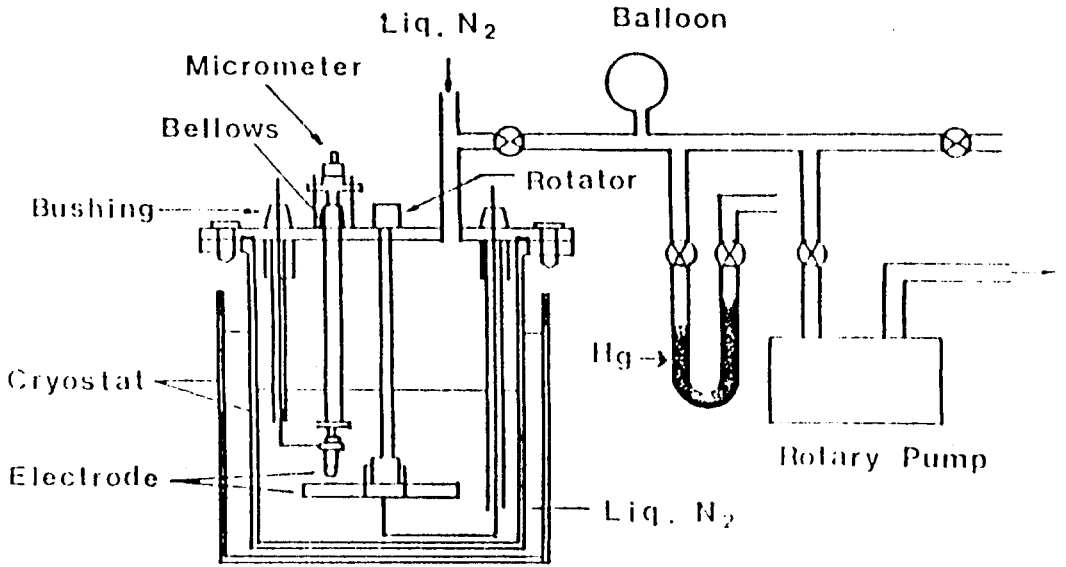 Liq. N2
Balloon
Micrometer
Bellows
Rotator
Bushing
Hg
Cryostat
Rotary Pump
Electrode
Liq. N2